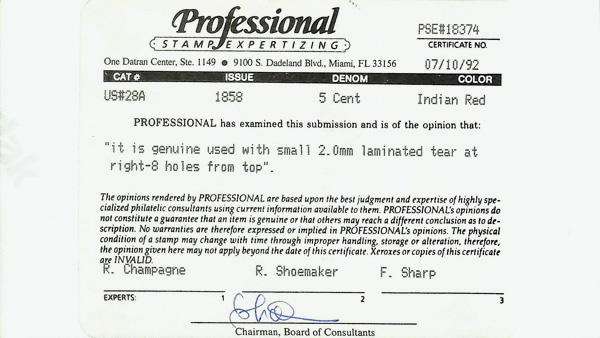 Professional
STAMP EXPERTIZING
PSE#18374
CERTIFICATE NO.
One Datran Center, Ste. 1149 ● 9100 S. Dadeland Blvd., Miami, FL 33156
07/10/92
CAT # ISSUE DENOM COLOR
US#28A 1858 5 Cent Indian Red
PROFESSIONAL has examined this submission and is of the opinion that:
"it is genuine used with small 2.0mm laminated tear at
right-8 holes from top".
The opinions rendered by PROFESSIONAL are based upon the best judgment and expertise of highly spe-
cialized philatelic consultants using current information available to them. PROFESSIONAL's opinions do
not constitute a guarantee that an item is genuine or that others may reach a different conclusion as to de-
scription. No warranties are therefore expressed or implied in PROFESSIONAL's opinions. The physical
condition of a stamp may change with time through improper handling, storage or alteration, therefore,
the opinion given here may not apply beyond the date of this certificate. Xeroxes or copies of this certificate
are INVALID.
R. Champagne R. Shoemaker F. Sharp
EXPERTS: 1 2 3
Chairman, Board of Consultants